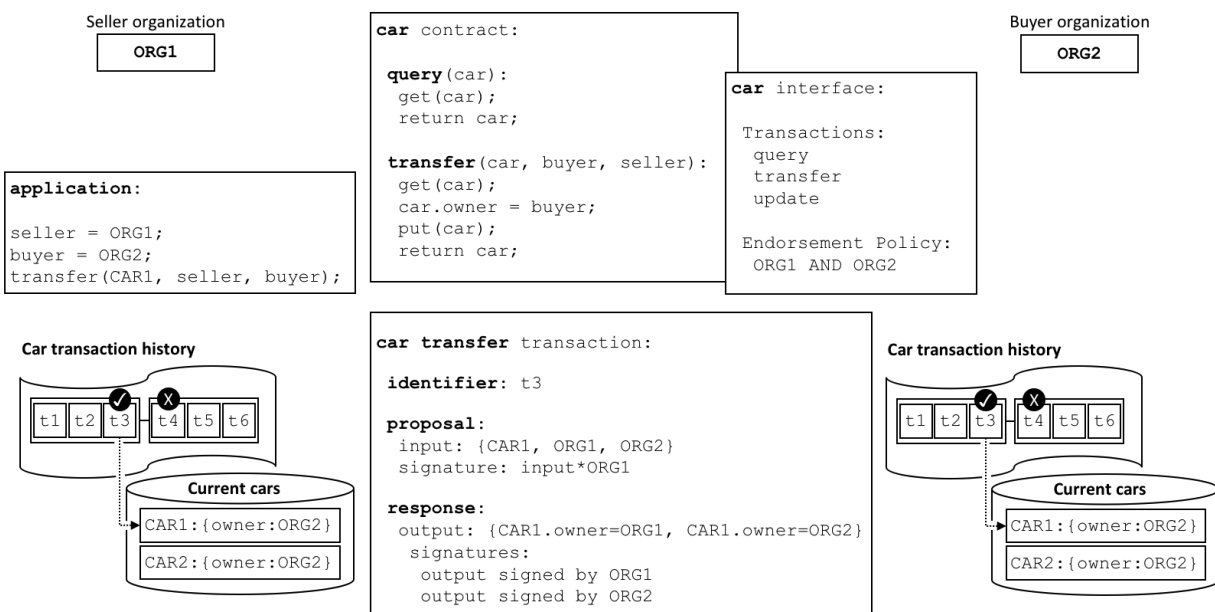 Seller organization
ORG1
car contract:
query(car):
get(car);
return car;
transfer(car, buyer, seller):
get(car);
car.owner = buyer;
put(car);
return car;
car interface:
Transactions:
query
transfer
update
Endorsement Policy:
ORG1 AND ORG2
Buyer organization
ORG2
application:
seller = ORG1;
buyer = ORG2;
transfer(CAR1, seller, buyer);
Car transaction history
✓ X
t1 t2 t3 t4 t5 t6
Current cars
CAR1:{owner:ORG2}
CAR2:{owner:ORG2}
car transfer transaction:
identifier: t3
proposal:
input: {CAR1, ORG1, ORG2}
signature: input*ORG1
response:
output: {CAR1.owner=ORG1, CAR1.owner=ORG2}
signatures:
output signed by ORG1
output signed by ORG2
Car transaction history
✓ X
t1 t2 t3 t4 t5 t6
Current cars
CAR1:{owner:ORG2}
CAR2:{owner:ORG2}